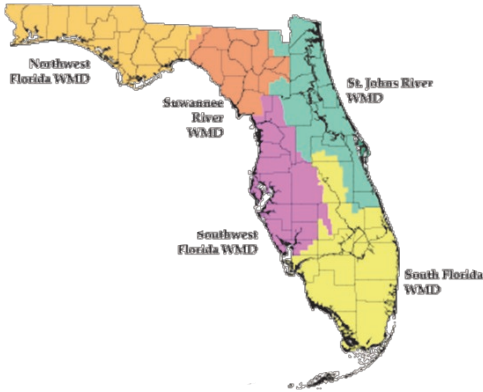 Northwest
Florida WMD
St. Johns River
WMD
Suwannee
River
WMD
Southwest
Florida WMD
South Florida
WMD